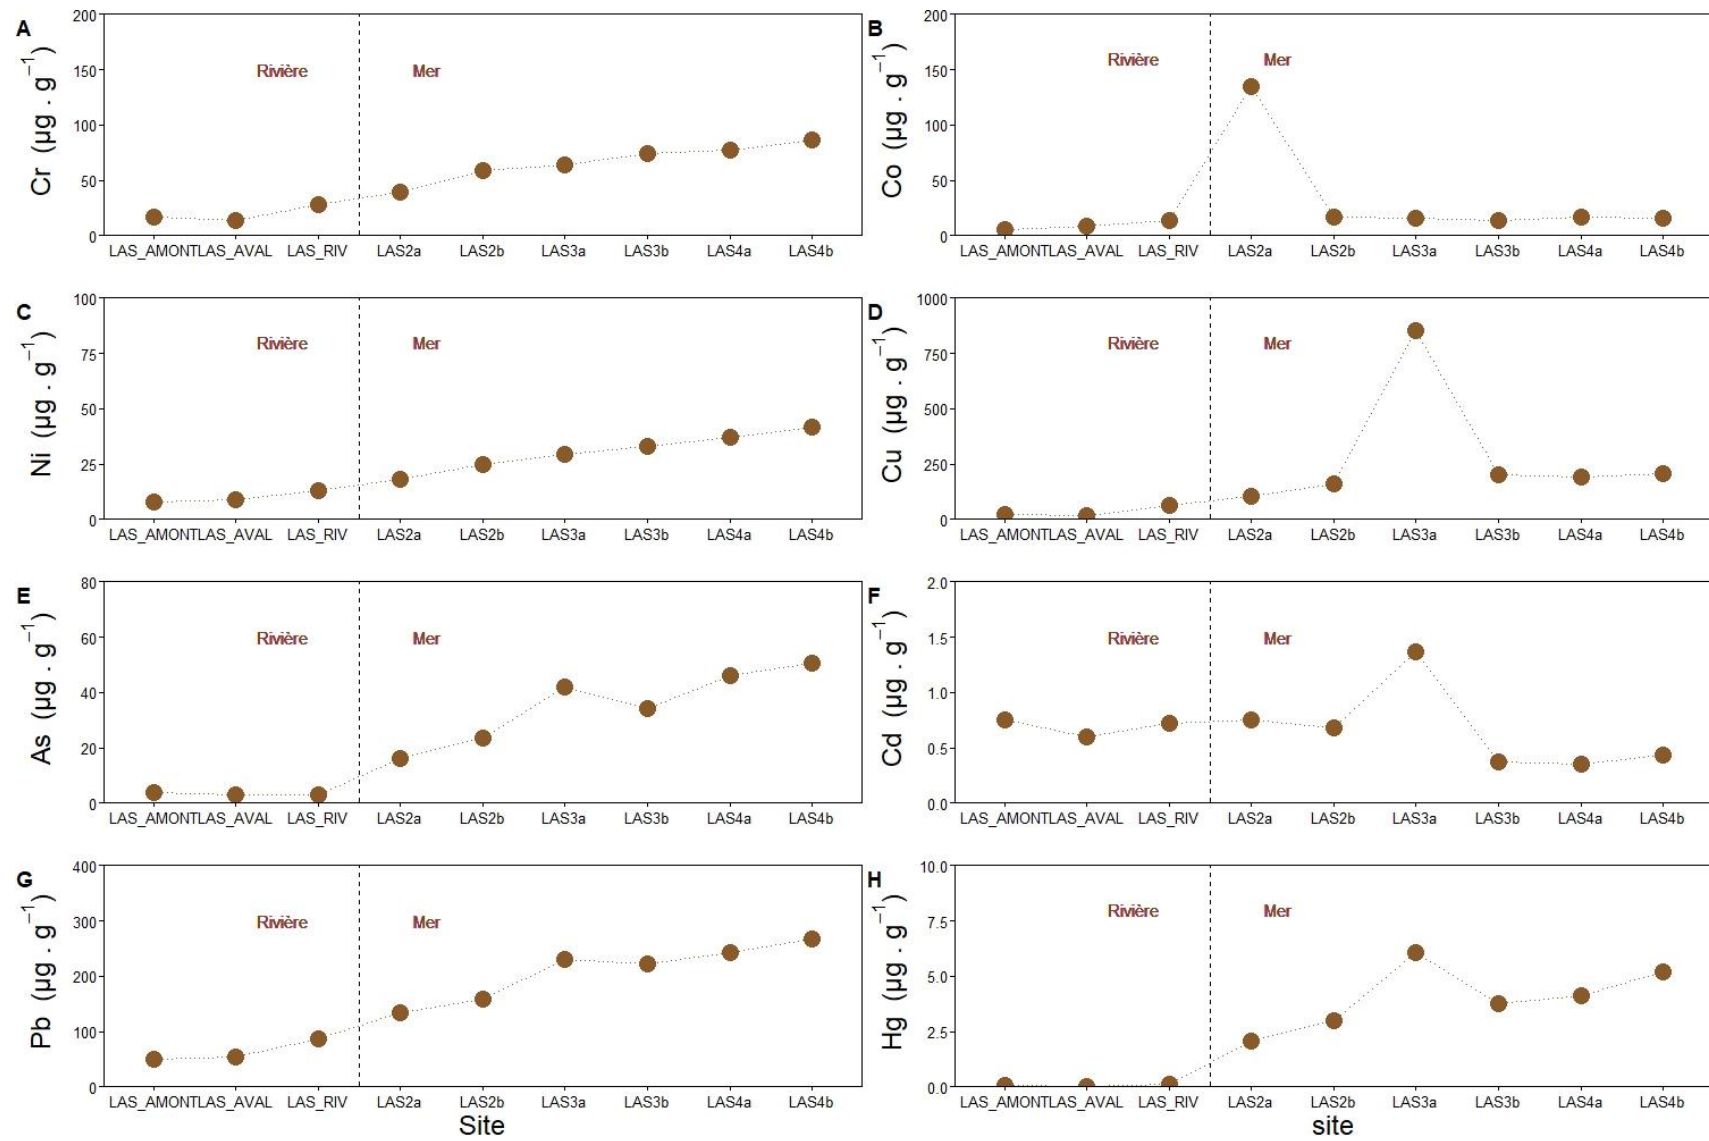 A
Cr (µg . g⁻¹)
200
150
100
50
0
Rivière
Mer
LAS_AMONT LAS_AVAL LAS_RIV LAS2a LAS2b LAS3a LAS3b LAS4a LAS4b
B
Co (µg . g⁻¹)
200
150
100
50
0
Rivière
Mer
LAS_AMONT LAS_AVAL LAS_RIV LAS2a LAS2b LAS3a LAS3b LAS4a LAS4b
C
Ni (µg . g⁻¹)
100
75
50
25
0
Rivière
Mer
LAS_AMONT LAS_AVAL LAS_RIV LAS2a LAS2b LAS3a LAS3b LAS4a LAS4b
D
Cu (µg . g⁻¹)
1000
750
500
250
0
Rivière
Mer
LAS_AMONT LAS_AVAL LAS_RIV LAS2a LAS2b LAS3a LAS3b LAS4a LAS4b
E
As (µg . g⁻¹)
80
60
40
20
0
Rivière
Mer
LAS_AMONT LAS_AVAL LAS_RIV LAS2a LAS2b LAS3a LAS3b LAS4a LAS4b
F
Cd (µg . g⁻¹)
2.0
1.5
1.0
0.5
0.0
Rivière
Mer
LAS_AMONT LAS_AVAL LAS_RIV LAS2a LAS2b LAS3a LAS3b LAS4a LAS4b
G
Pb (µg . g⁻¹)
400
300
200
100
0
Rivière
Mer
LAS_AMONT LAS_AVAL LAS_RIV LAS2a LAS2b LAS3a LAS3b LAS4a LAS4b
Site
H
Hg (µg . g⁻¹)
10.0
7.5
5.0
2.5
0.0
Rivière
Mer
LAS_AMONT LAS_AVAL LAS_RIV LAS2a LAS2b LAS3a LAS3b LAS4a LAS4b
site